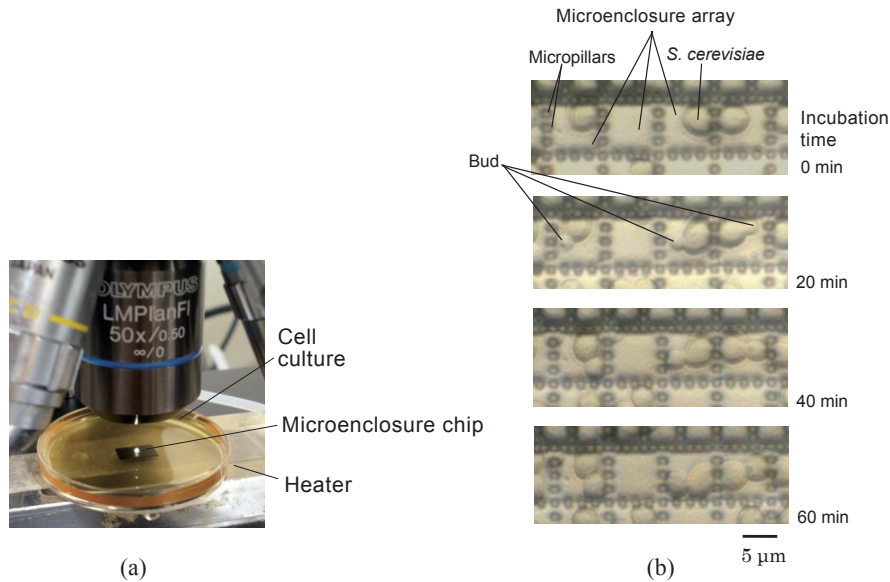 Microenclosure array
Micropillars
S. cerevisiae
Incubation
time
0 min
Bud
20 min
40 min
60 min
5 µm
(b)
OLYMPUS
LMPlanFl
50x/0.50
∞/0
Cell
culture
Microenclosure chip
Heater
(a)